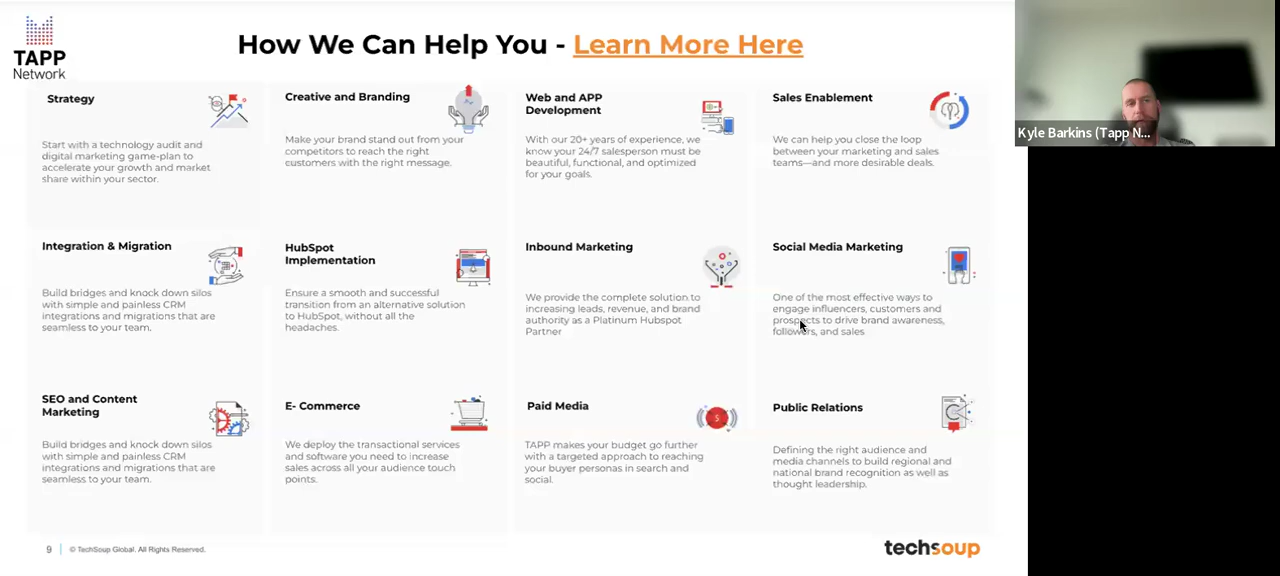 TAPP
Network
How We Can Help You - Learn More Here
Strategy
Start with a technology audit and
digital marketing game-plan to
accelerate your growth and market
share within your sector.
Creative and Branding
Make your brand stand out from your
competitors to reach the right
customers with the right message.
Web and APP
Development
With our 20+ years of experience, we
know your 24/7 salesperson must be
beautiful, functional, and optimized
for your goals.
Sales Enablement
We can help you close the loop
between your marketing and sales
teams—and more desirable deals.
Integration & Migration
Build bridges and knock down silos
with simple and painless CRM
integrations and migrations that are
seamless to your team.
HubSpot
Implementation
Ensure a smooth and successful
transition from an alternative solution
to HubSpot, without all the
headaches.
Inbound Marketing
We provide the complete solution to
increasing leads, revenue, and brand
authority as a Platinum Hubspot
Partner
Social Media Marketing
One of the most effective ways to
engage influencers, customers and
prospects to drive brand awareness,
followers, and sales
SEO and Content
Marketing
Build bridges and knock down silos
with simple and painless CRM
integrations and migrations that are
seamless to your team.
E- Commerce
We deploy the transactional services
and software you need to increase
sales across all your audience touch
points.
Paid Media
TAPP makes your budget go further
with a targeted approach to reaching
your buyer personas in search and
social.
Public Relations
Defining the right audience and
media channels to build regional and
national brand recognition as well as
thought leadership.
9 | © TechSoup Global. All Rights Reserved.
techsoup
Kyle Barkins (Tapp N...